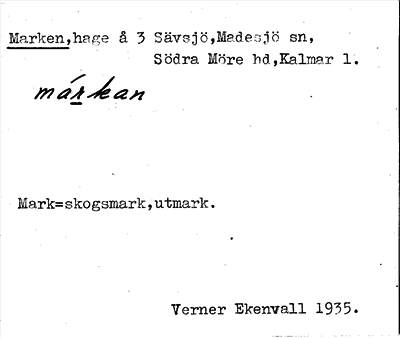 Marken,hage å 3 Sävsjö,Madesjö sn,
Södra Möre hd,Kalmar l.
márkan
Mark=skogsmark,utmark.
Verner Ekenvall 1935.